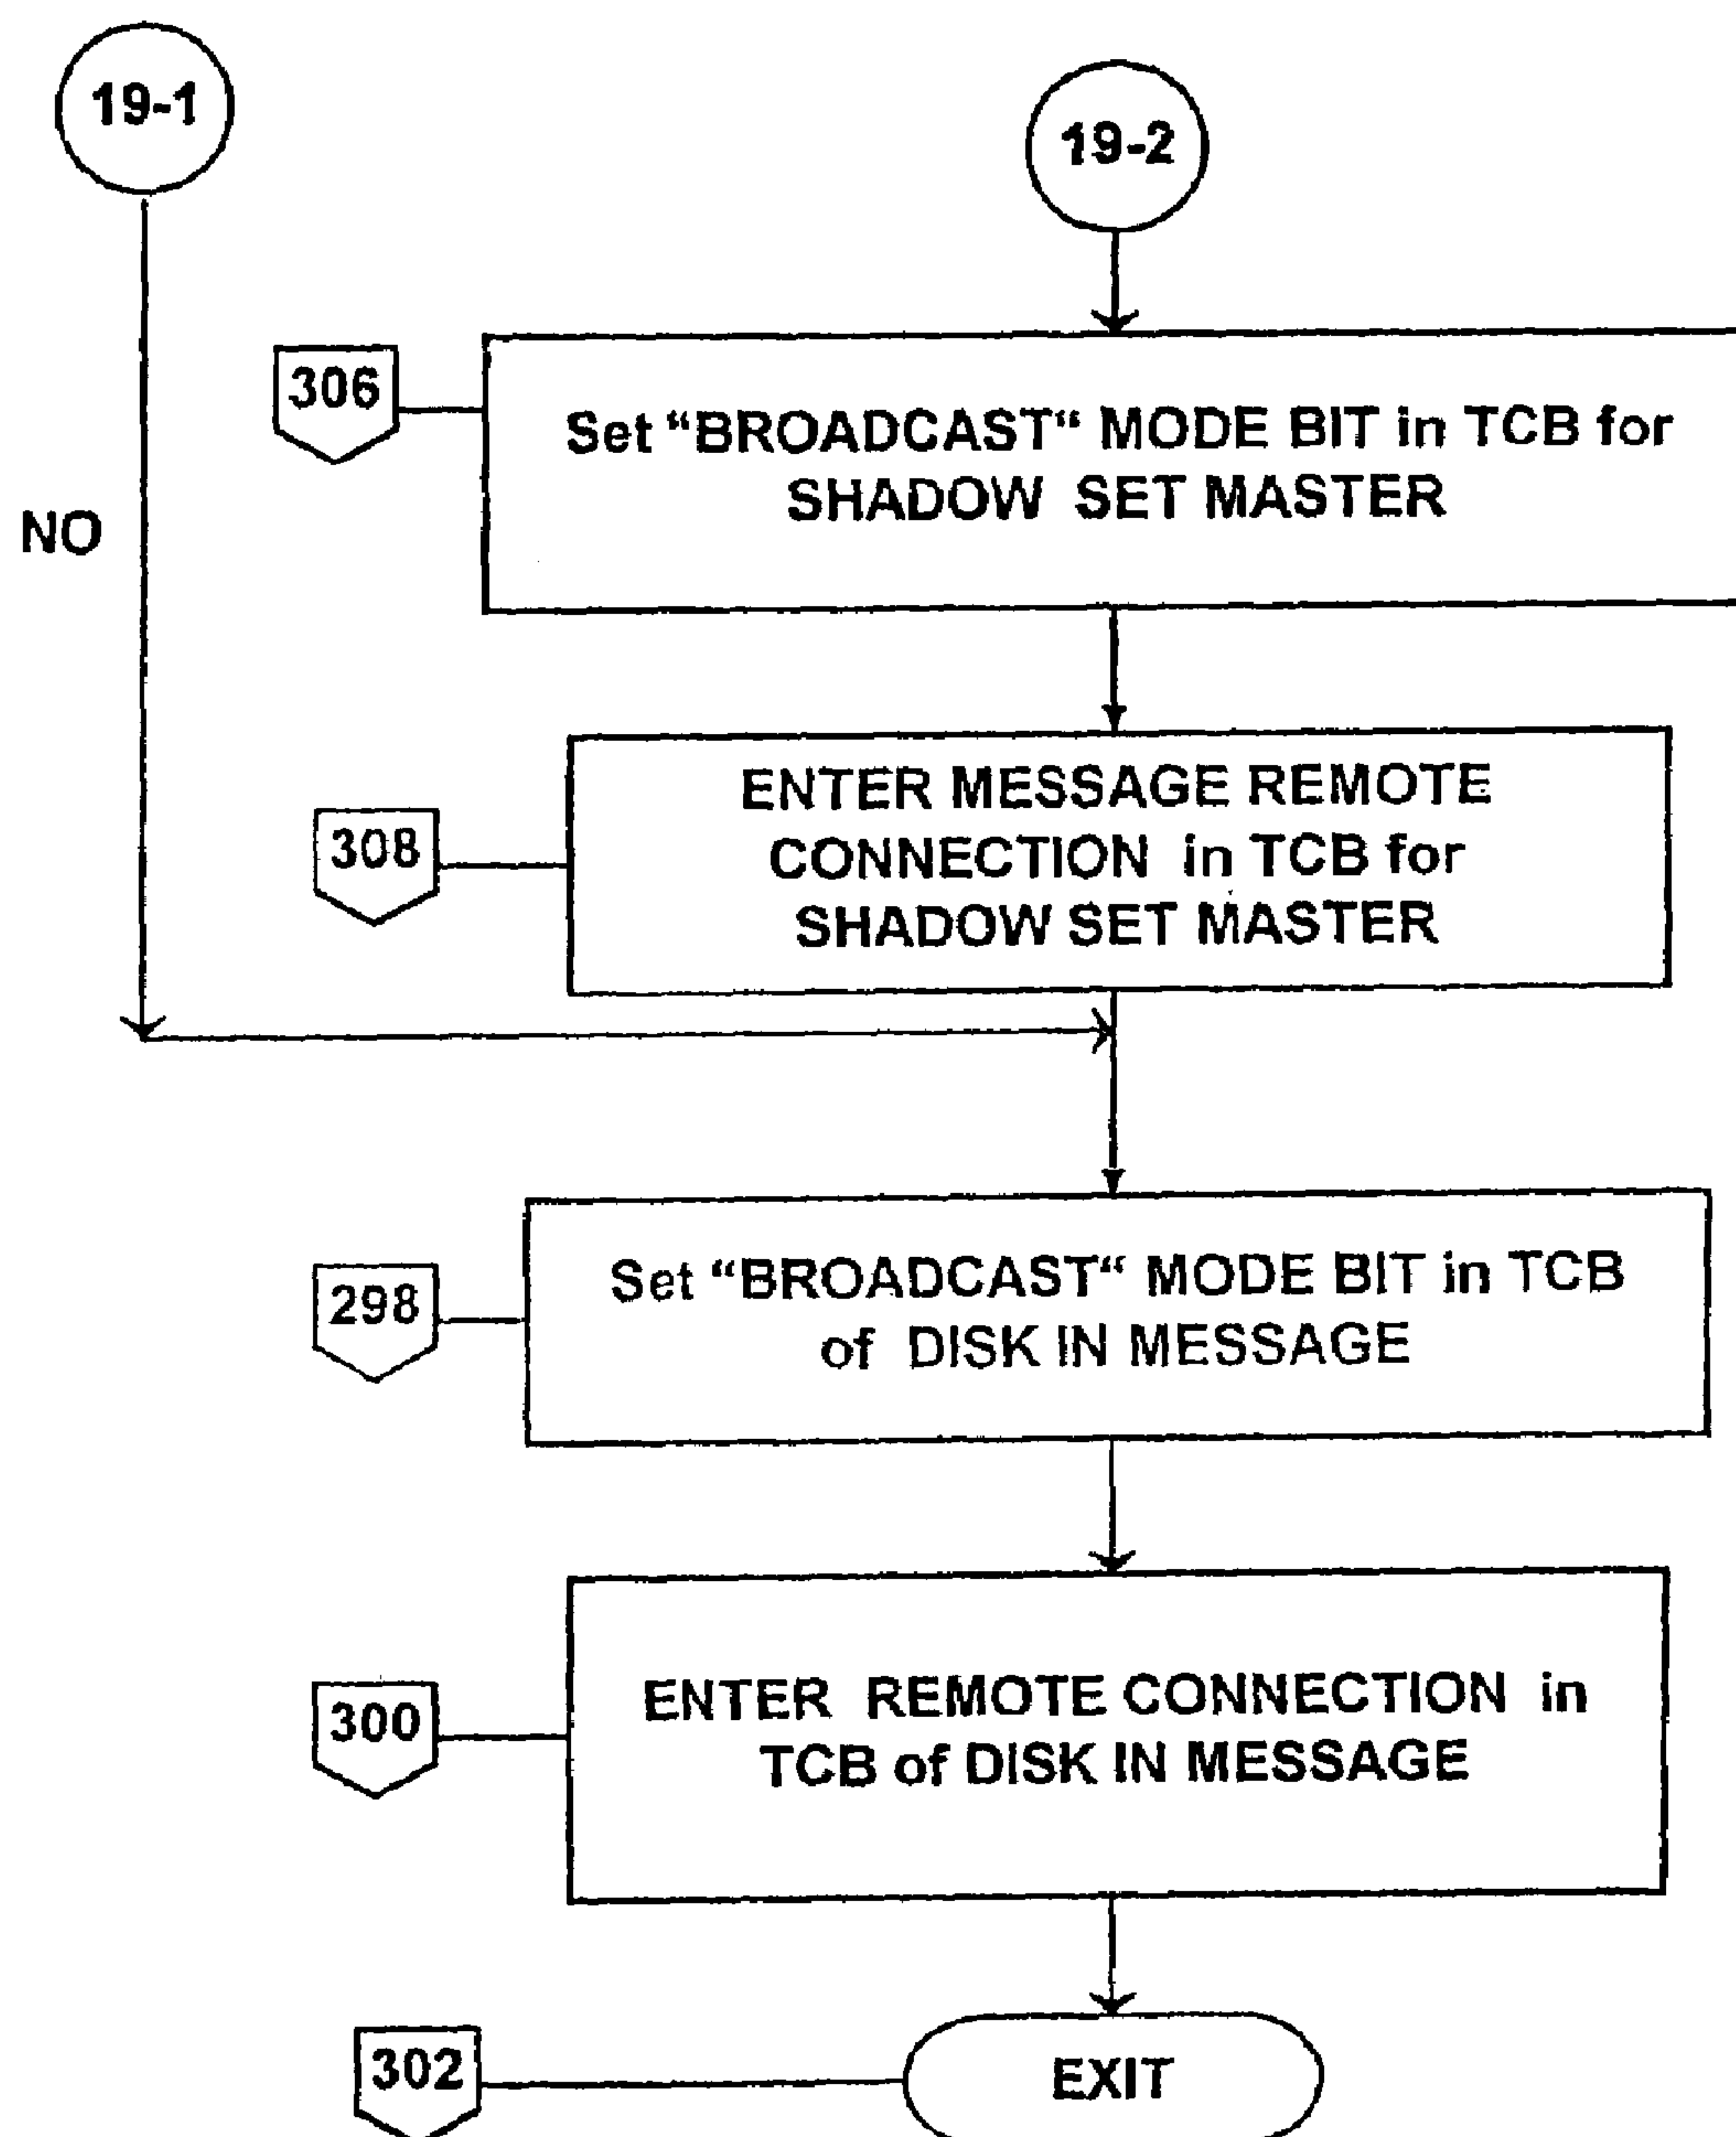 19-1
19-2
306
Set “BROADCAST“ MODE BIT in TCB for
SHADOW SET MASTER
NO
308
ENTER MESSAGE REMOTE
CONNECTION in TCB for
SHADOW SET MASTER
298
Set “BROADCAST“ MODE BIT in TCB
of DISK IN MESSAGE
300
ENTER REMOTE CONNECTION in
TCB of DISK IN MESSAGE
302
EXIT